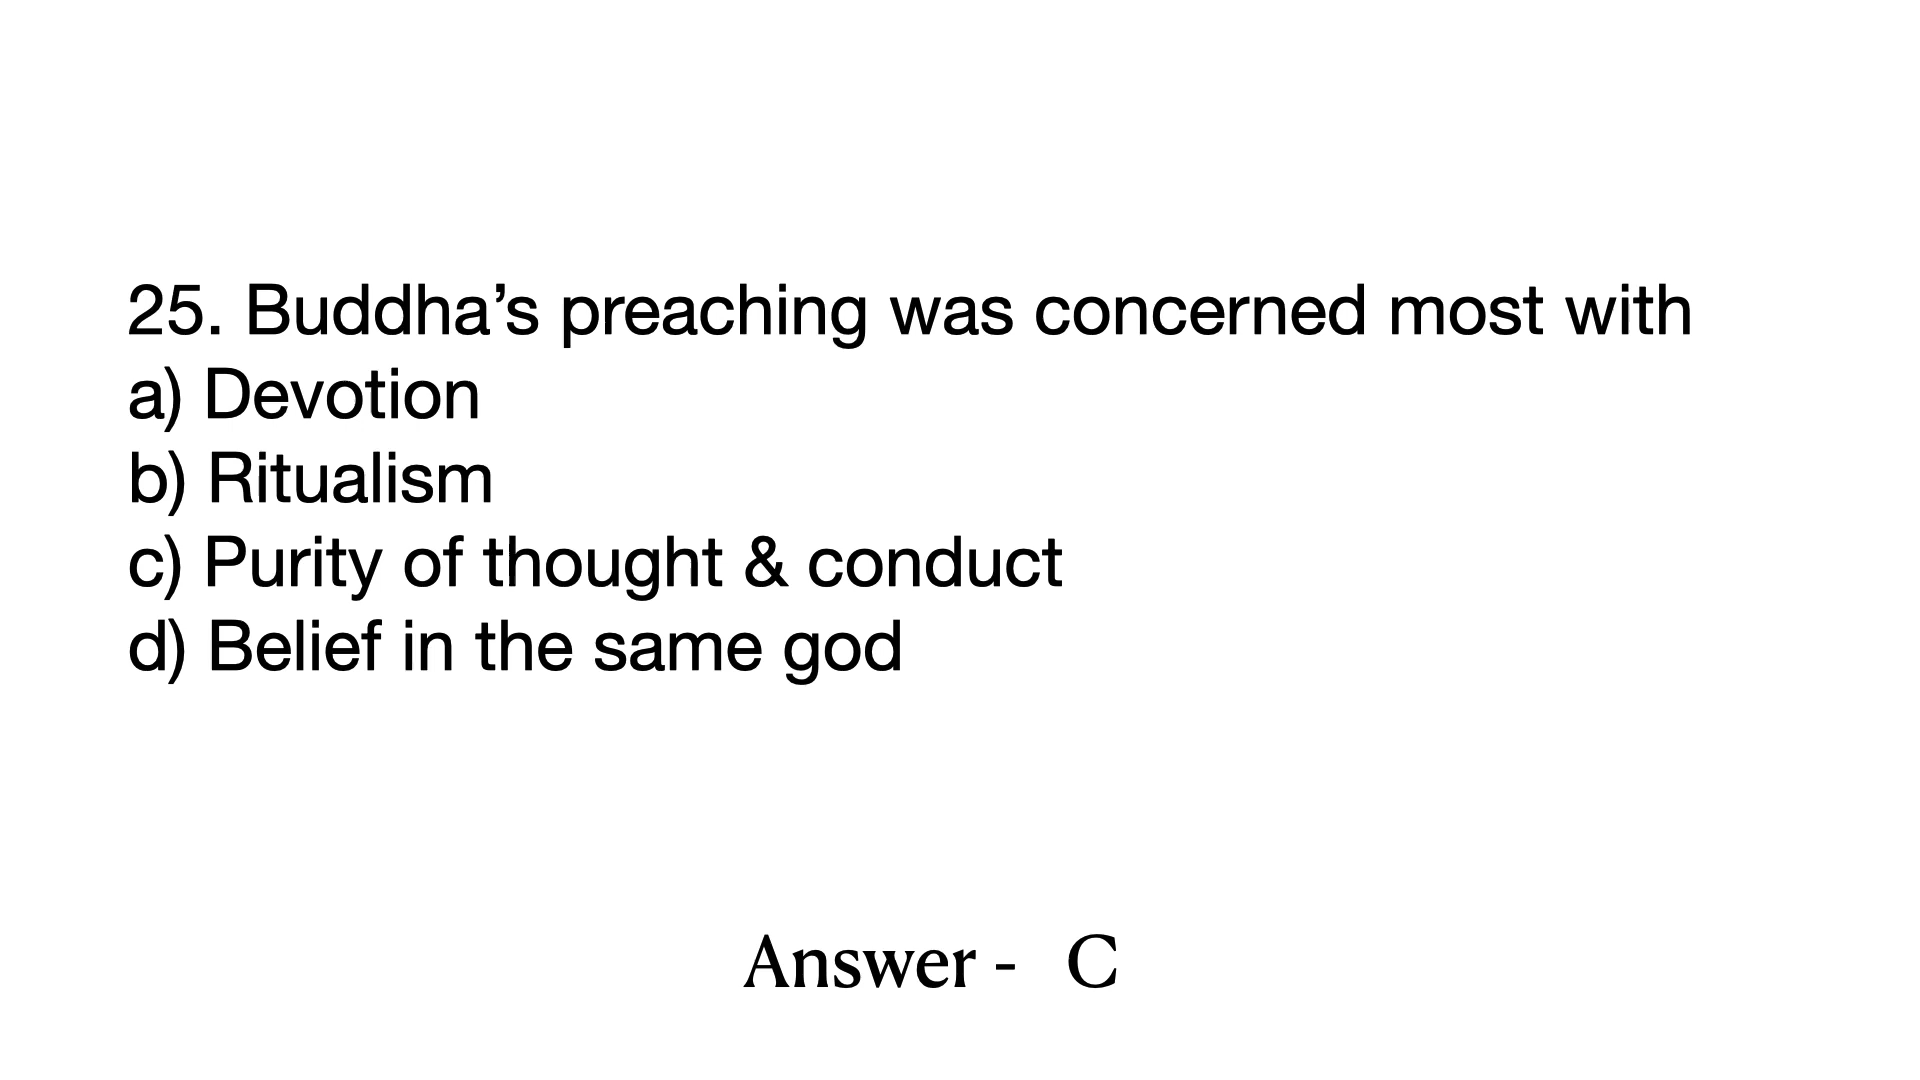 25. Buddha’s preaching was concerned most with
a) Devotion
b) Ritualism
c) Purity of thought & conduct
d) Belief in the same god
Answer - C